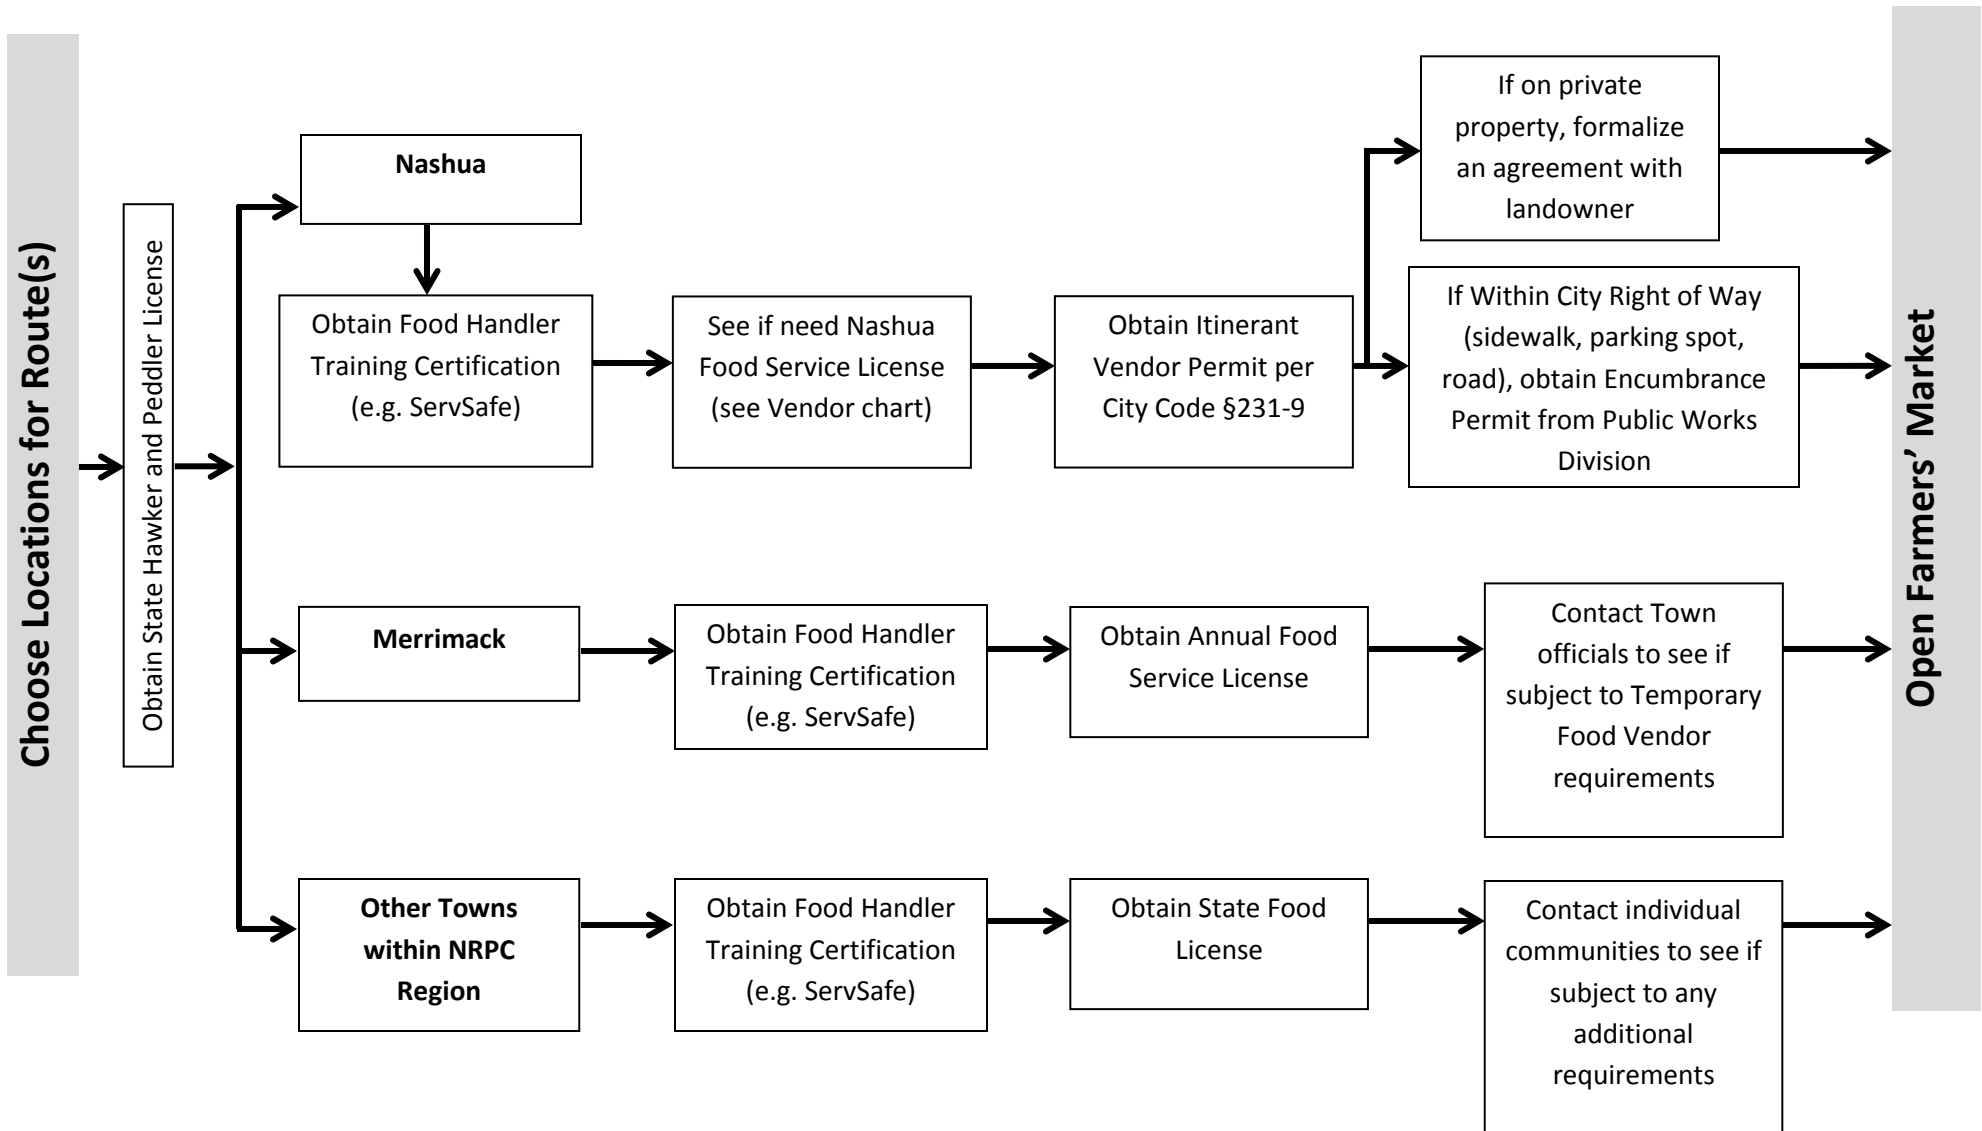 Choose Locations for Route(s)
Obtain State Hawker and Peddler License
Nashua
Obtain Food Handler
Training Certification
(e.g. ServSafe)
See if need Nashua
Food Service License
(see Vendor chart)
Obtain Itinerant
Vendor Permit per
City Code §231-9
If on private
property, formalize
an agreement with
landowner
If Within City Right of Way
(sidewalk, parking spot,
road), obtain Encumbrance
Permit from Public Works
Division
Merrimack
Obtain Food Handler
Training Certification
(e.g. ServSafe)
Obtain Annual Food
Service License
Contact Town
officials to see if
subject to Temporary
Food Vendor
requirements
Other Towns
within NRPC
Region
Obtain Food Handler
Training Certification
(e.g. ServSafe)
Obtain State Food
License
Contact individual
communities to see if
subject to any
additional
requirements
Open Farmers’ Market